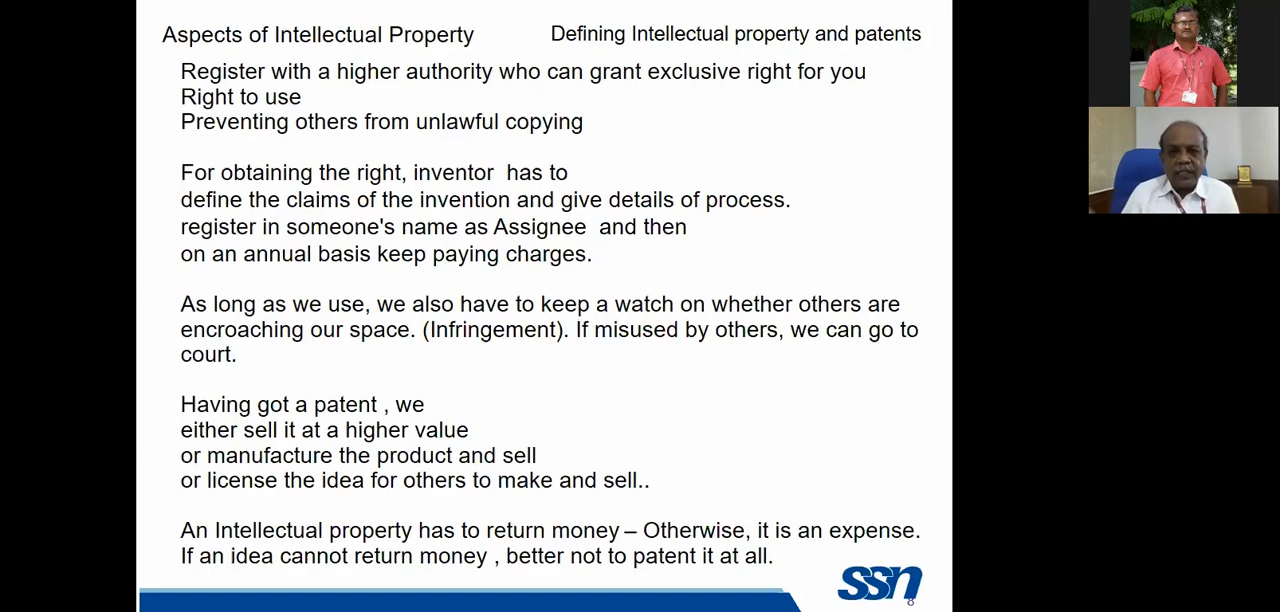 Aspects of Intellectual Property
Defining Intellectual property and patents
Register with a higher authority who can grant exclusive right for you
Right to use
Preventing others from unlawful copying
For obtaining the right, inventor has to
define the claims of the invention and give details of process.
register in someone's name as Assignee and then
on an annual basis keep paying charges.
As long as we use, we also have to keep a watch on whether others are
encroaching our space. (Infringement). If misused by others, we can go to
court.
Having got a patent , we
either sell it at a higher value
or manufacture the product and sell
or license the idea for others to make and sell..
An Intellectual property has to return money – Otherwise, it is an expense.
If an idea cannot return money , better not to patent it at all.
ssn
8